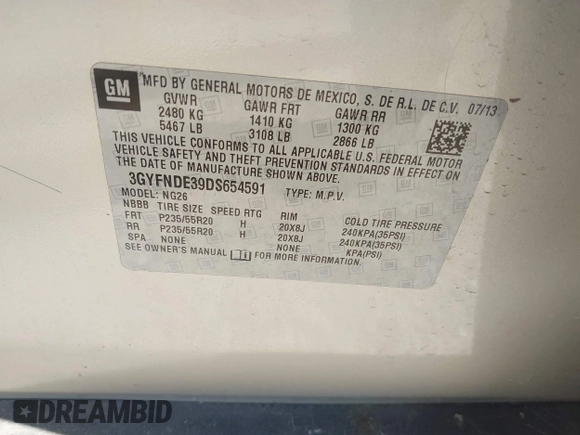 GM
MFD BY GENERAL MOTORS DE MEXICO, S. DE R.L. DE C.V. 07/13
GVWR GAWR FRT GAWR RR
2480 KG 1410 KG 1300 KG
5467 LB 3108 LB 2866 LB
THIS VEHICLE CONFORMS TO ALL APPLICABLE U.S. FEDERAL MOTOR
VEHICLE SAFETY AND THEFT PREVENTION STANDARDS IN EFFECT ON
THE DATE OF MANUFACTURE SHOWN ABOVE.
3GYFNDE39DS654591 TYPE: M.P.V.
MODEL: NG26
NBBB TIRE SIZE SPEED RTG RIM COLD TIRE PRESSURE
FRT P235/55R20 H 20X8J 240KPA(35PSI)
RR P235/55R20 H 20X8J 240KPA(35PSI)
SPA NONE NONE KPA(PSI)
SEE OWNER'S MANUAL FOR MORE INFORMATION.
DREAMBID